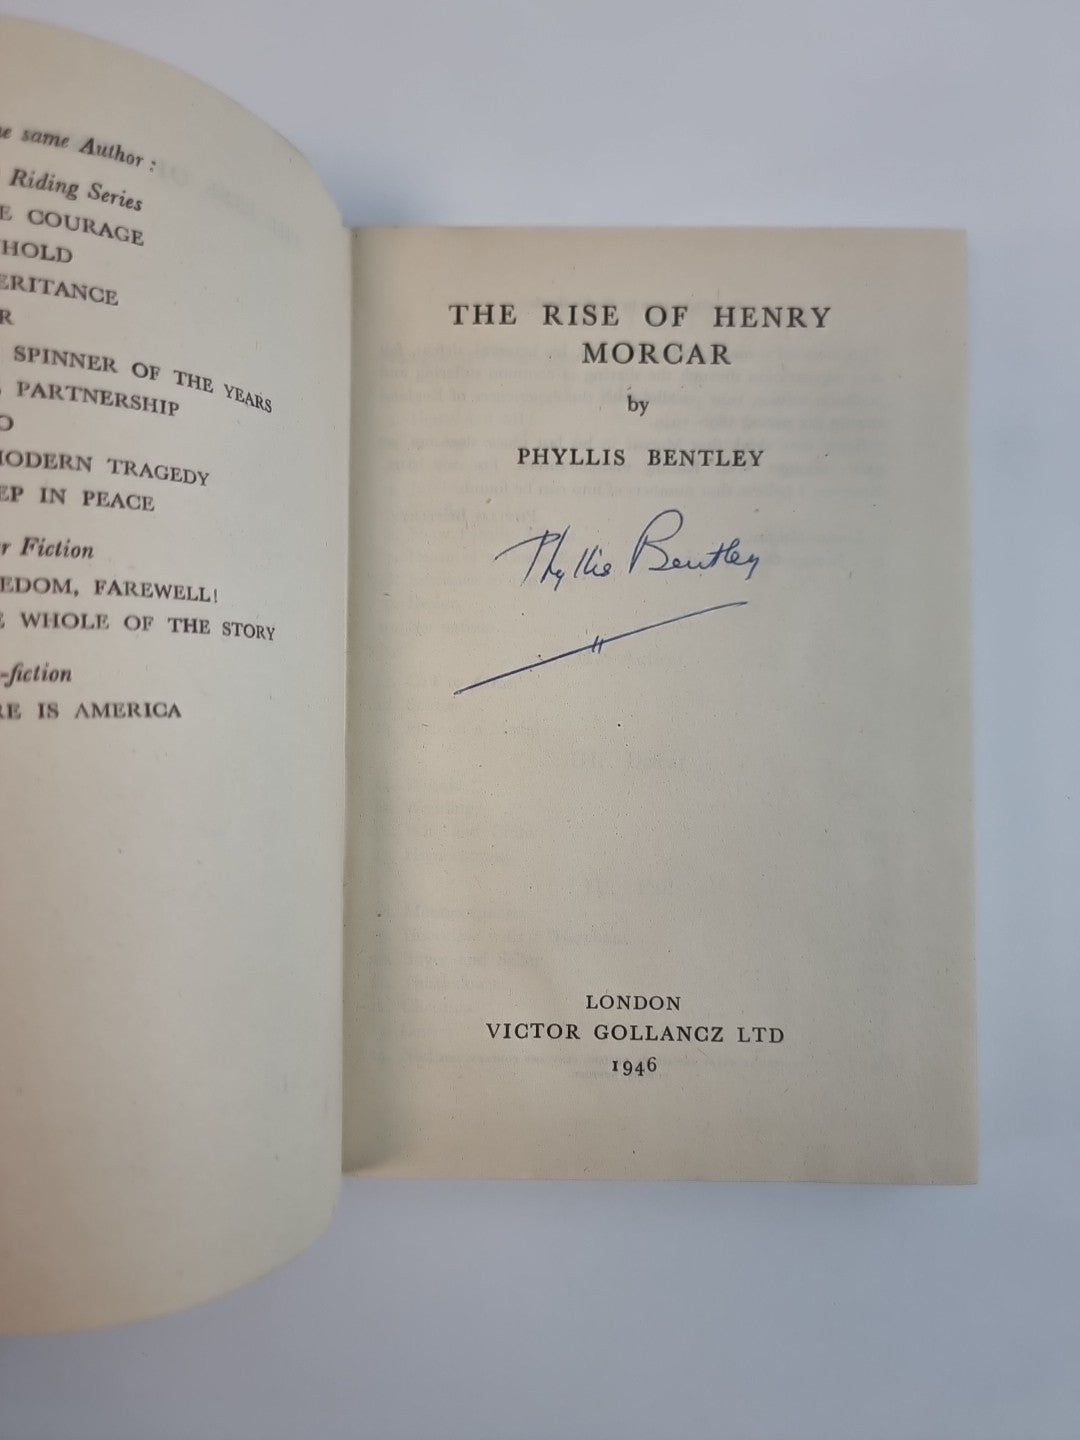 same Author :
Riding Series
COURAGE
HOLD
ERITANCE
R
SPINNER OF THE YEARS
PARTNERSHIP
O
MODERN TRAGEDY
EP IN PEACE
r Fiction
EDOM, FAREWELL!
E WHOLE OF THE STORY
-fiction
RE IS AMERICA
THE RISE OF HENRY
MORCAR
by
PHYLLIS BENTLEY
Phyllis Bentley
LONDON
VICTOR GOLLANCZ LTD
1946